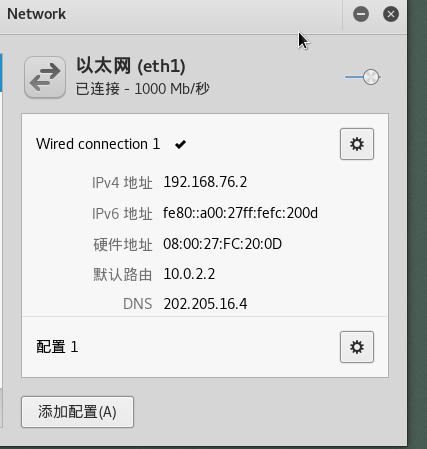 Network
以太网 (eth1)
已连接 - 1000 Mb/秒
Wired connection 1
IPv4 地址 192.168.76.2
IPv6 地址 fe80::a00:27ff:fefc:200d
硬件地址 08:00:27:FC:20:0D
默认路由 10.0.2.2
DNS 202.205.16.4
配置 1
添加配置(A)